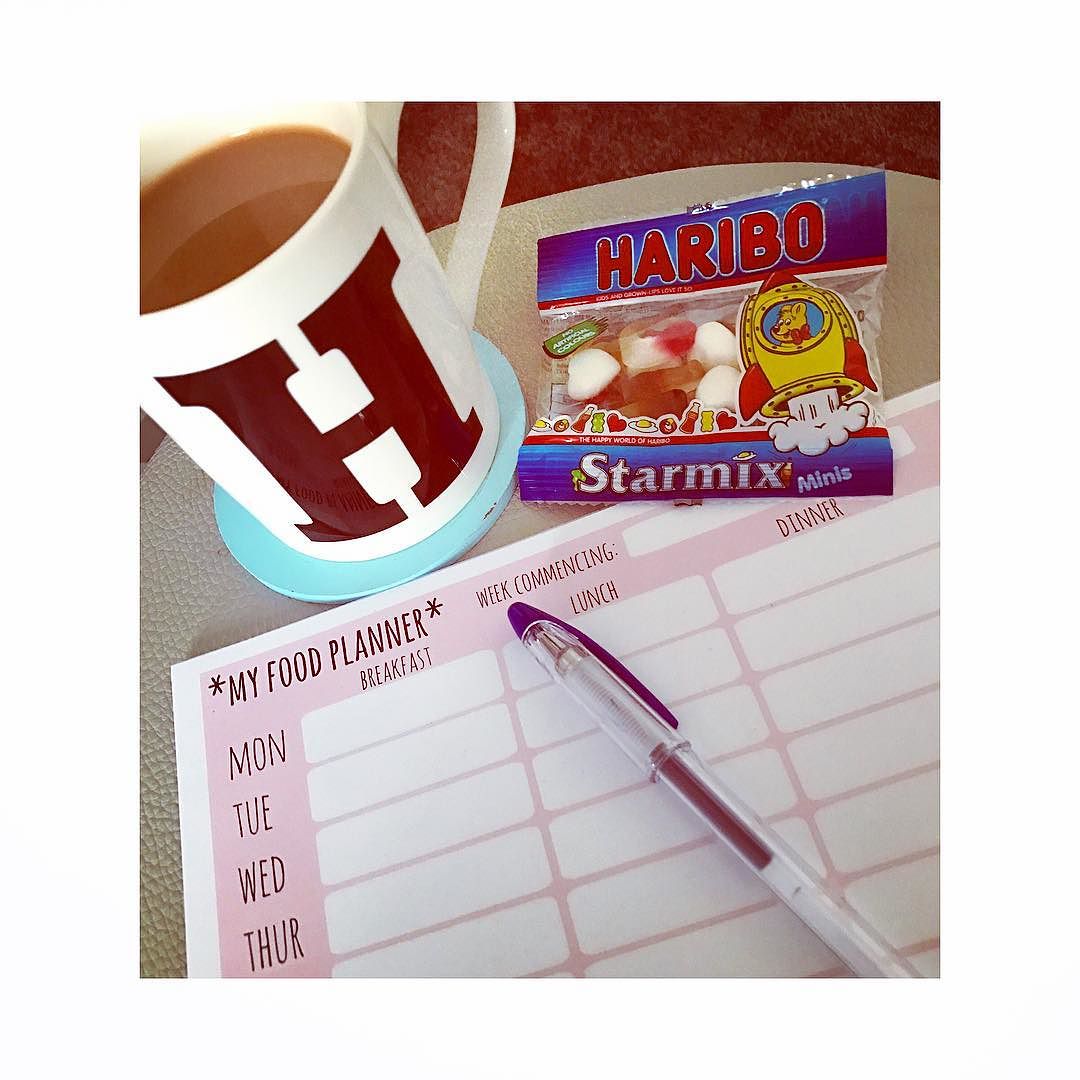 H
HARIBO
KIDS AND GROWN-UPS LOVE IT SO
NO
ARTIFICIAL
COLOURS
THE HAPPY WORLD OF HARIBO
Starmix
Minis
*MY FOOD PLANNER*
WEEK COMMENCING:
BREAKFAST
LUNCH
DINNER
MON
TUE
WED
THUR